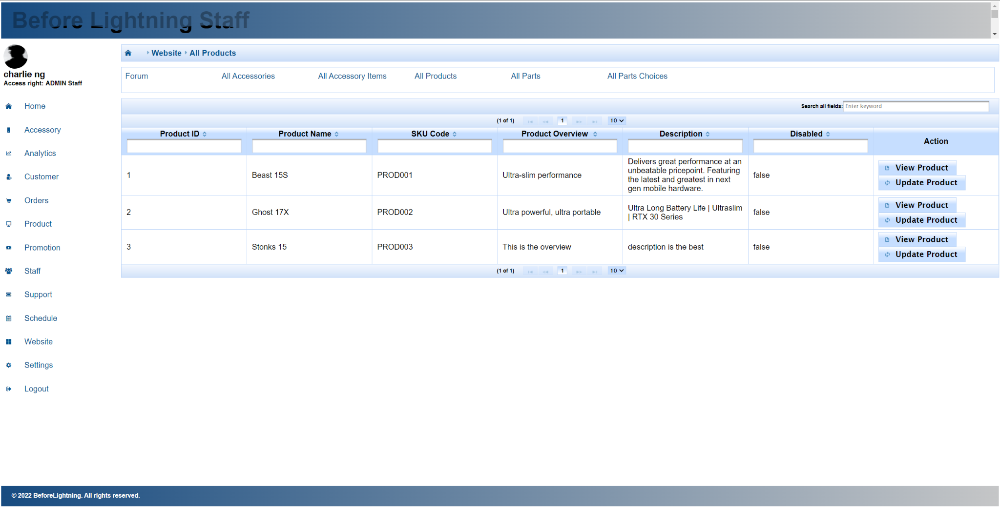 Before Lightning Staff
charlie ng
Access right: ADMIN Staff
Home
Accessory
Analytics
Customer
Orders
Product
Promotion
Staff
Support
Schedule
Website
Settings
Logout
Website All Products
Forum All Accessories All Accessory Items All Products All Parts All Parts Choices
Search all fields: Enter keyword
(1 of 1) 1 10
Product ID Product Name SKU Code Product Overview Description Disabled Action
1 Beast 15S PROD001 Ultra-slim performance
Delivers great performance at an
unbeatable pricepoint. Featuring
the latest and greatest in next
gen mobile hardware.
false
View Product
Update Product
2 Ghost 17X PROD002 Ultra powerful, ultra portable
Ultra Long Battery Life | Ultraslim
| RTX 30 Series
false
View Product
Update Product
3 Stonks 15 PROD003 This is the overview description is the best false
View Product
Update Product
(1 of 1) 1 10
© 2022 BeforeLightning. All rights reserved.